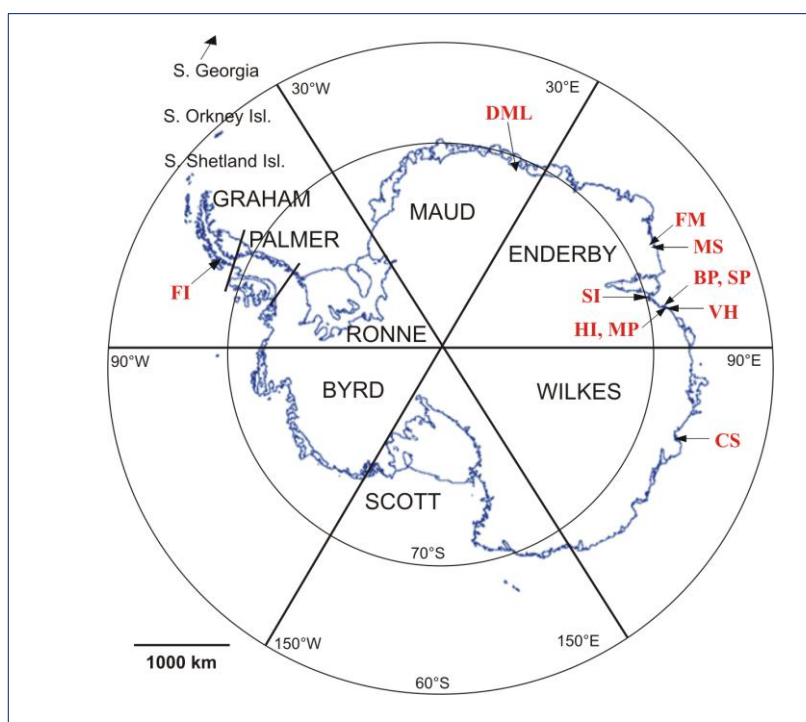 S. Georgia
30°W
30°E
S. Orkney Isl.
DML
S. Shetland Isl.
GRAHAM
MAUD
FM
PALMER
ENDERBY
MS
BP, SP
FI
SI
VH
RONNE
HI, MP
90°W
90°E
BYRD
WILKES
CS
SCOTT
70°S
150°W
150°E
1000 km
60°S